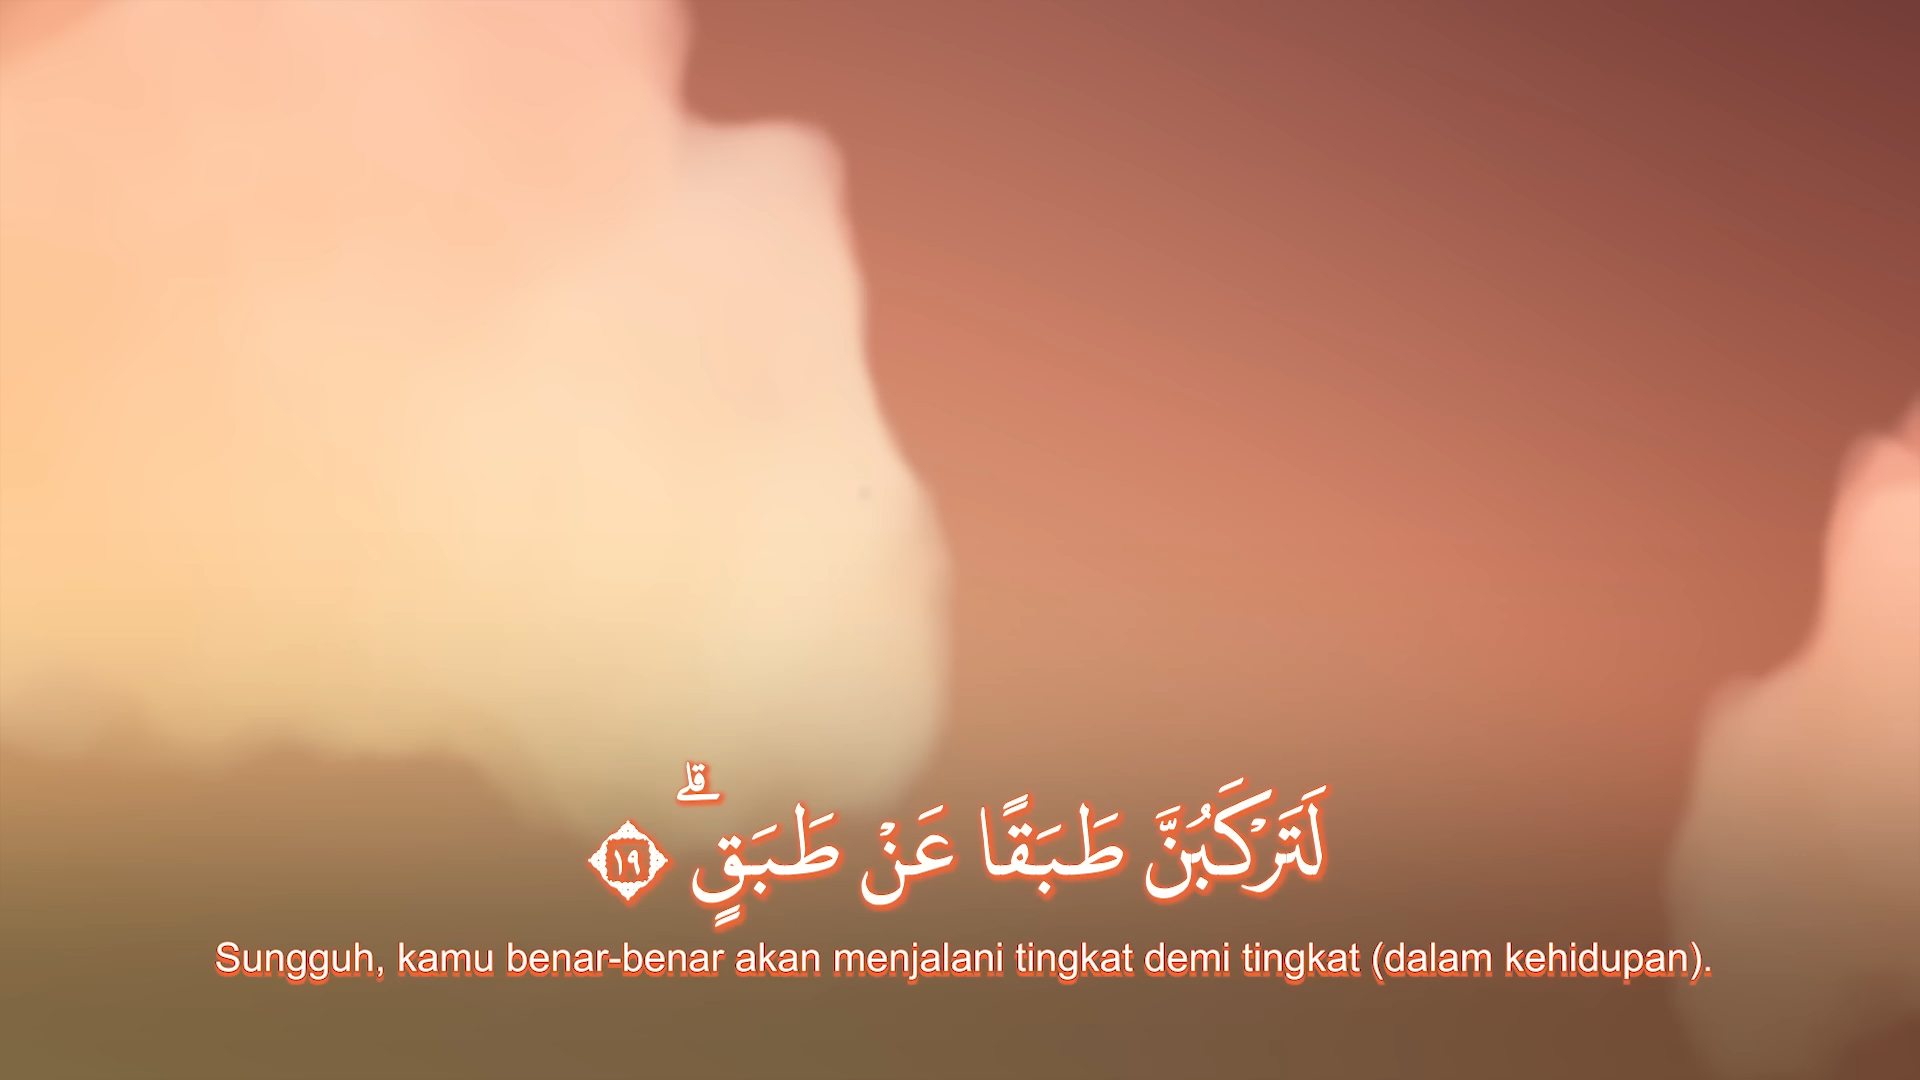 لَتَرْكَبُنَّ طَبَقًا عَنْ طَبَقٍۗ ١٩
Sungguh, kamu benar-benar akan menjalani tingkat demi tingkat (dalam kehidupan).